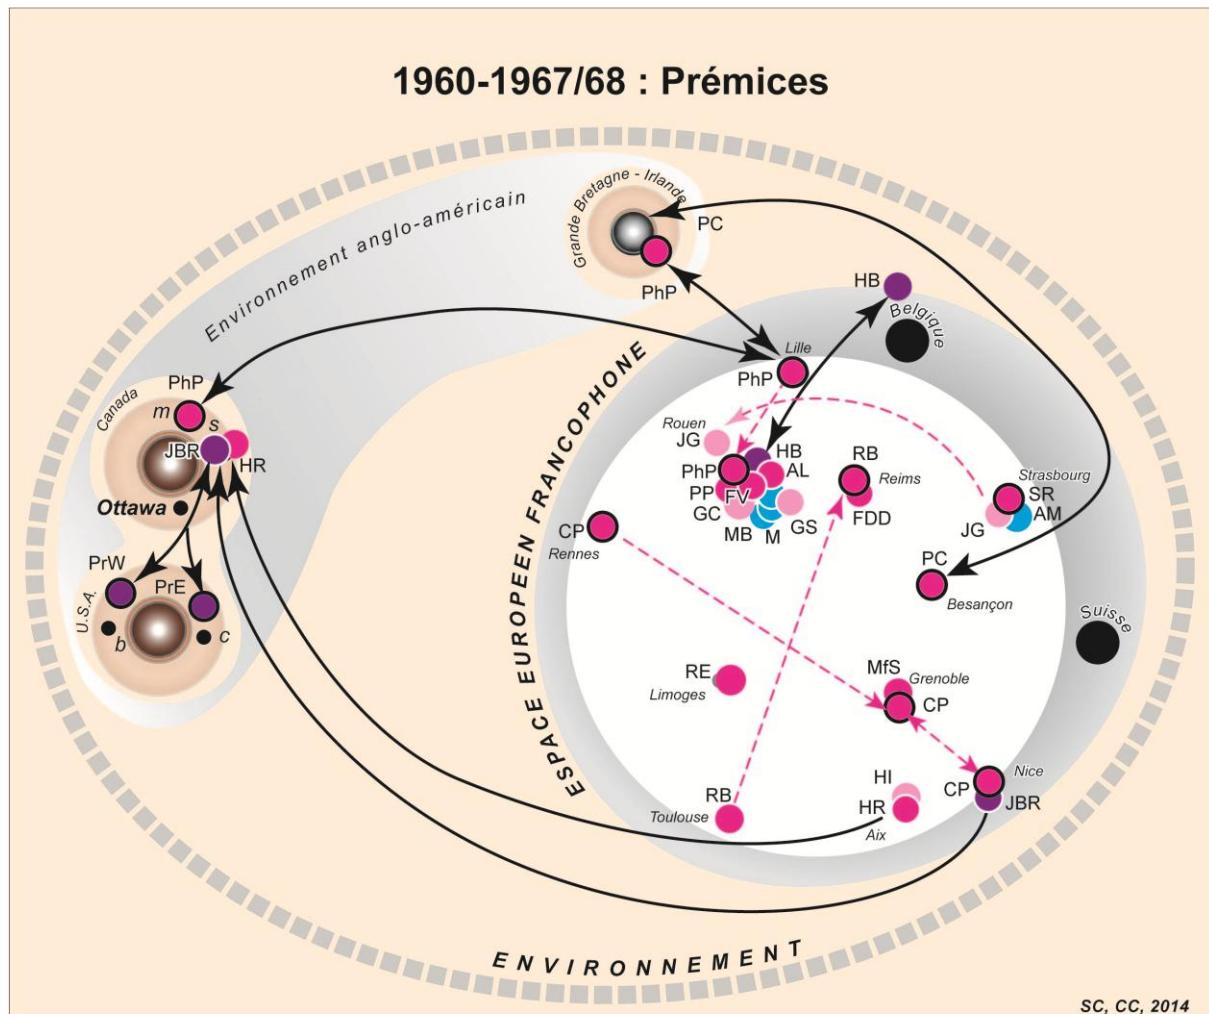 1960-1967/68 : Prémices
Environnement anglo-américain
Grande Bretagne - Irlande
PC
PhP
HB
Belgique
ESPACE EUROPEEN FRANCOPHONE
Lille
PhP
Canada
PhP
m
s
JBR
HR
Ottawa
Rouen
JG
HB
AL
PhP
PP
FV
GC
MB
M
GS
RB
Reims
FDD
Strasbourg
SR
JG
AM
CP
Rennes
PC
Besançon
PrW
PrE
U.S.A.
b
c
Suisse
RE
Limoges
MfS
Grenoble
CP
RB
Toulouse
HI
HR
Aix
Nice
CP
JBR
ENVIRONNEMENT
SC, CC, 2014